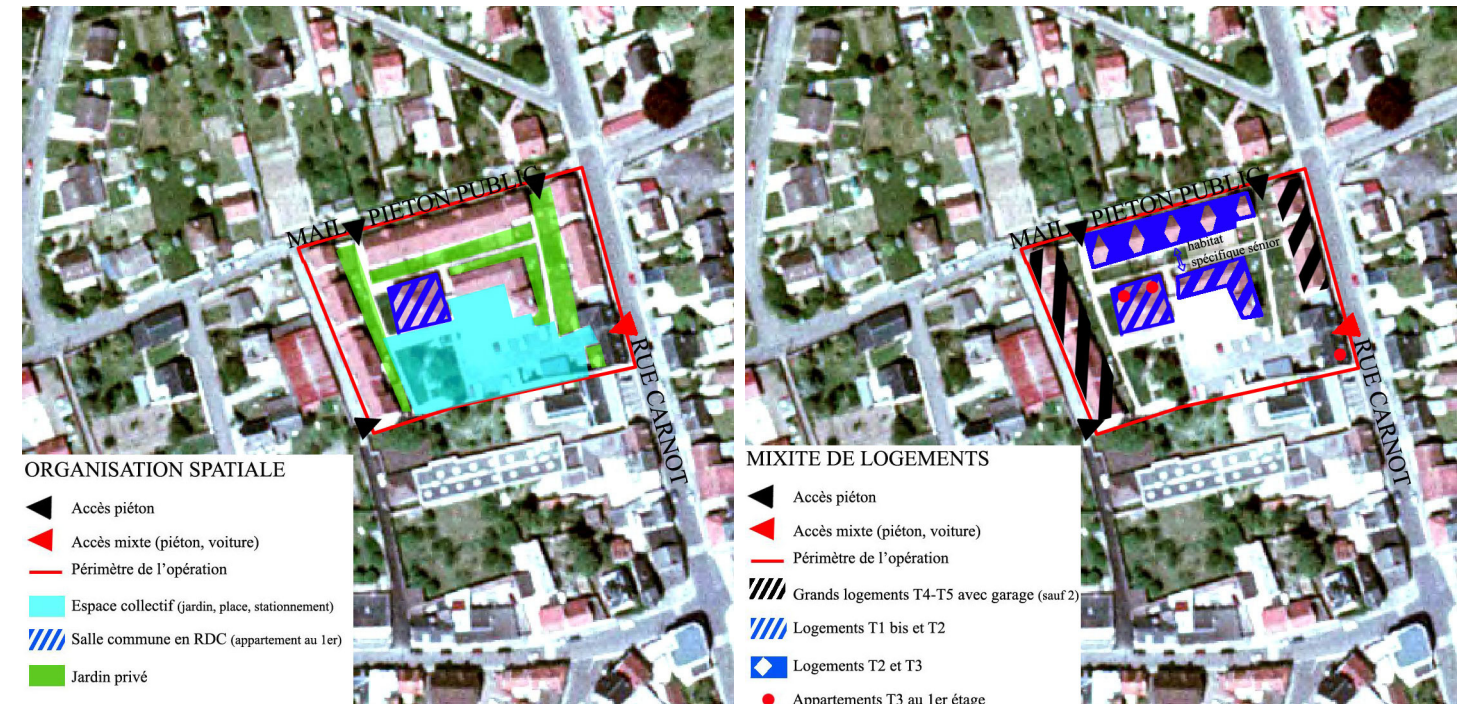 MAIL PIETON PUBLIC
RUE CARNOT
ORGANISATION SPATIALE
Accès piéton
Accès mixte (piéton, voiture)
Périmètre de l’opération
Espace collectif (jardin, place, stationnement)
Salle commune en RDC (appartement au 1er)
Jardin privé
MAIL PIETON PUBLIC
habitat
spécifique sénior
RUE CARNOT
MIXITE DE LOGEMENTS
Accès piéton
Accès mixte (piéton, voiture)
Périmètre de l’opération
Grands logements T4-T5 avec garage (sauf 2)
Logements T1 bis et T2
Logements T2 et T3
Appartements T3 au 1er étage